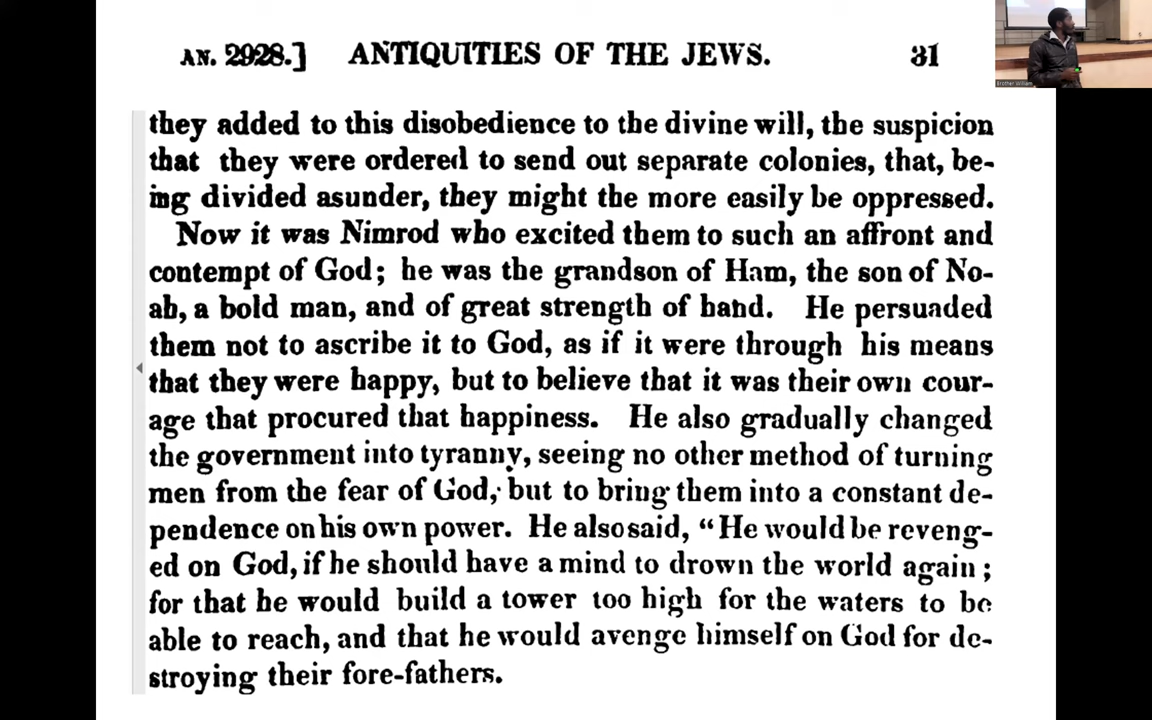 AN. 2928.] ANTIQUITIES OF THE JEWS. 31
they added to this disobedience to the divine will, the suspicion
that they were ordered to send out separate colonies, that, be-
ing divided asunder, they might the more easily be oppressed.
Now it was Nimrod who excited them to such an affront and
contempt of God; he was the grandson of Ham, the son of No-
ah, a bold man, and of great strength of hand. He persuaded
them not to ascribe it to God, as if it were through his means
that they were happy, but to believe that it was their own cour-
age that procured that happiness. He also gradually changed
the government into tyranny, seeing no other method of turning
men from the fear of God, but to bring them into a constant de-
pendence on his own power. He also said, “He would be reveng-
ed on God, if he should have a mind to drown the world again;
for that he would build a tower too high for the waters to be
able to reach, and that he would avenge himself on God for de-
stroying their fore-fathers.
Brother William